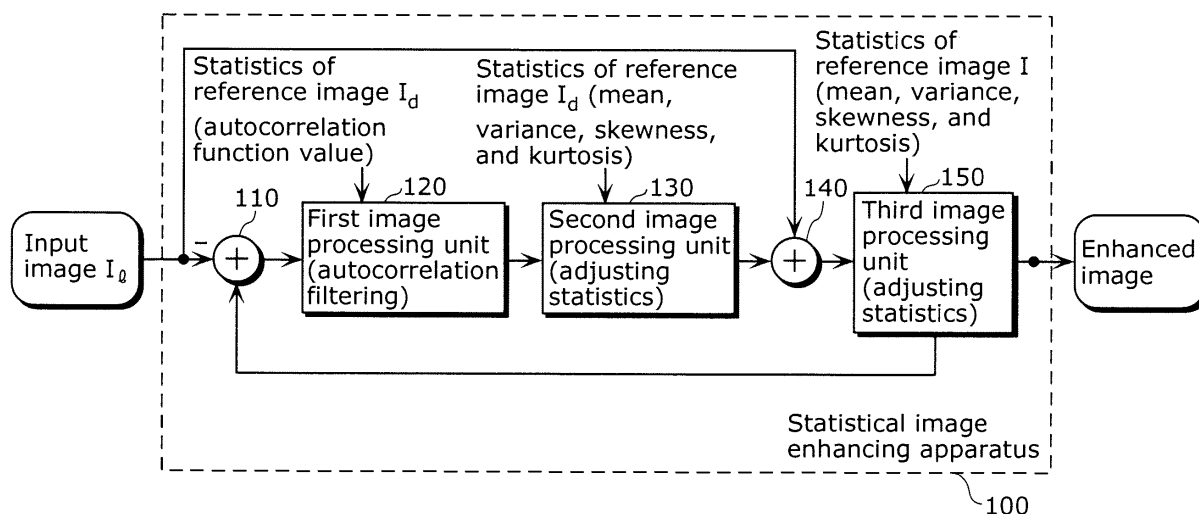 Statistics of
reference image Id
(autocorrelation
function value)
Statistics of reference
image Id (mean,
variance, skewness,
and kurtosis)
Statistics of
reference image I
(mean, variance,
skewness, and
kurtosis)
110
120
130
140
150
Input
image Iℓ
−
+
First image
processing unit
(autocorrelation
filtering)
Second image
processing unit
(adjusting
statistics)
+
Third image
processing
unit
(adjusting
statistics)
Enhanced
image
Statistical image
enhancing apparatus
100